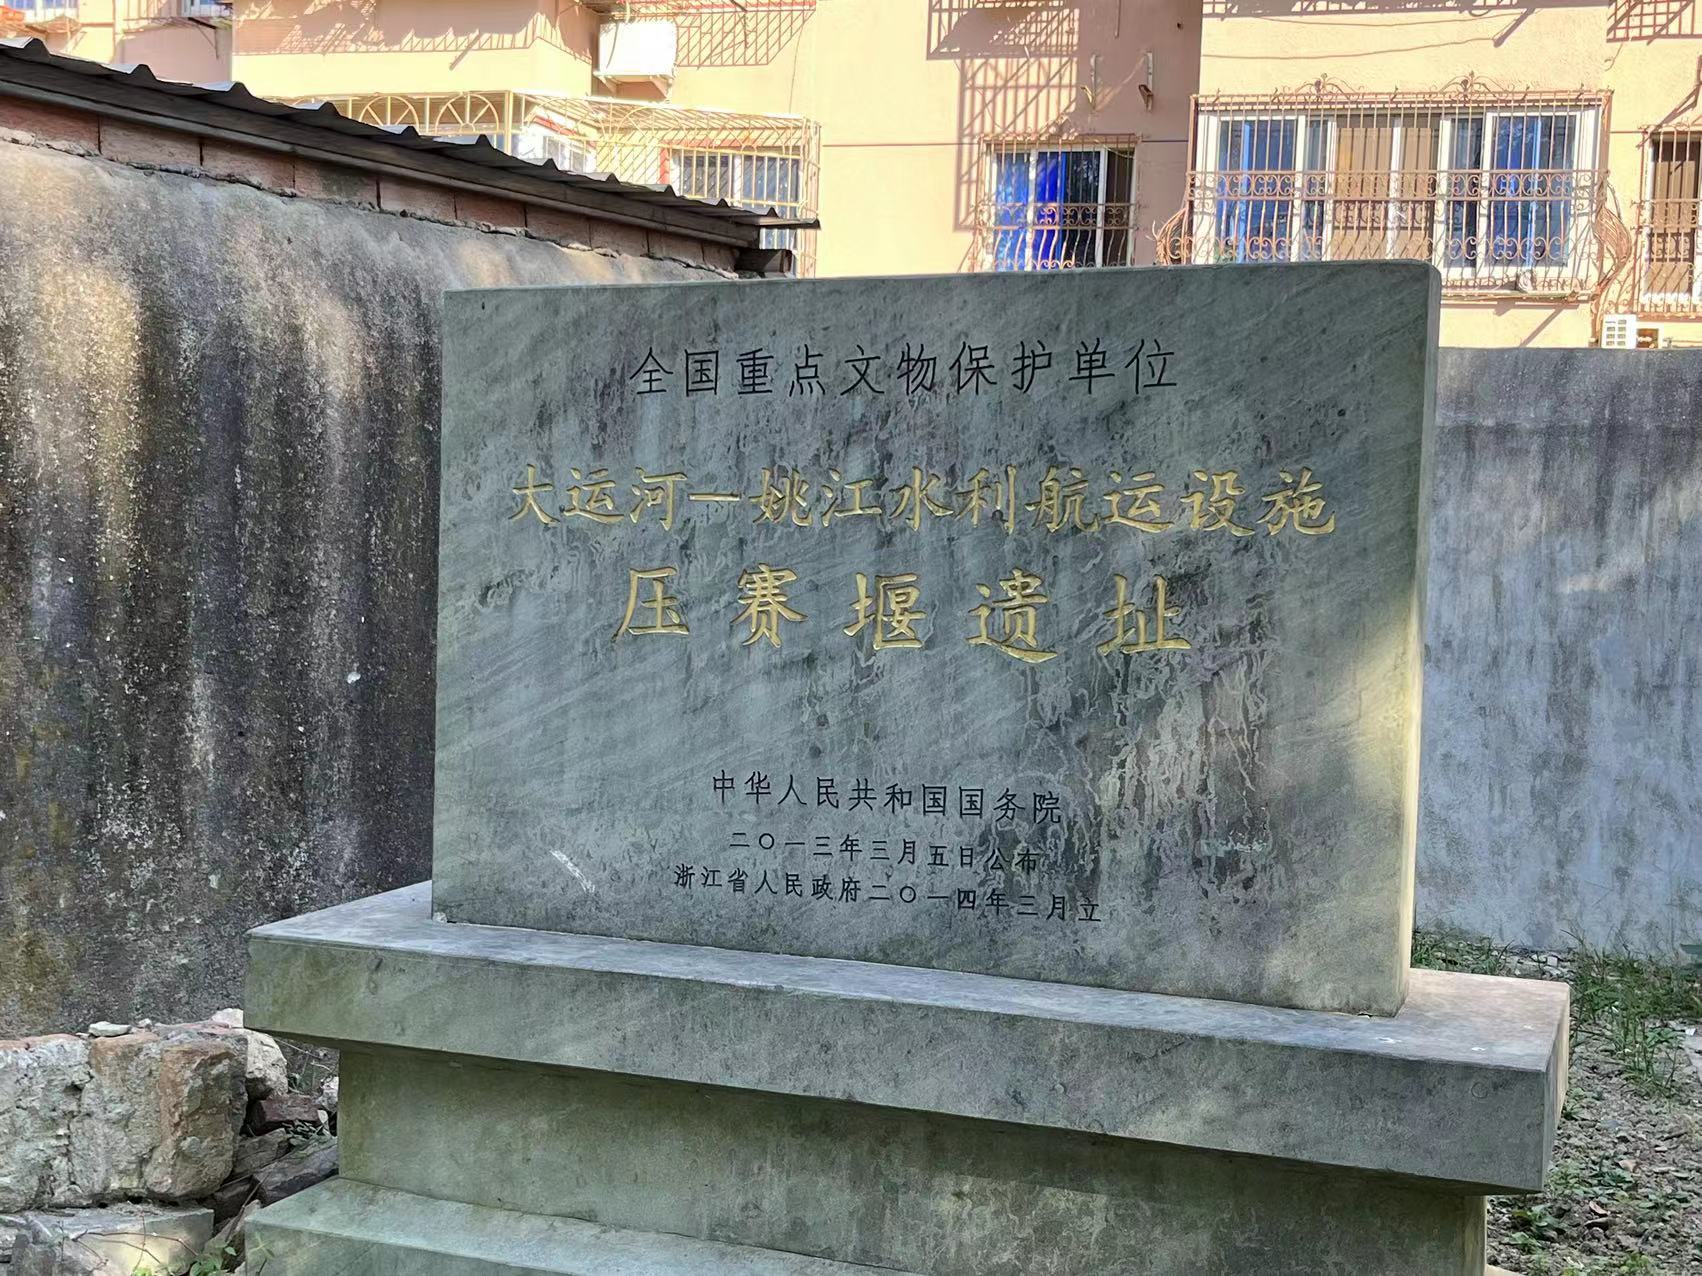 全国重点文物保护单位
大运河—姚江水利航运设施
压赛堰遗址
中华人民共和国国务院
二〇一三年三月五日公布
浙江省人民政府二〇一四年三月立